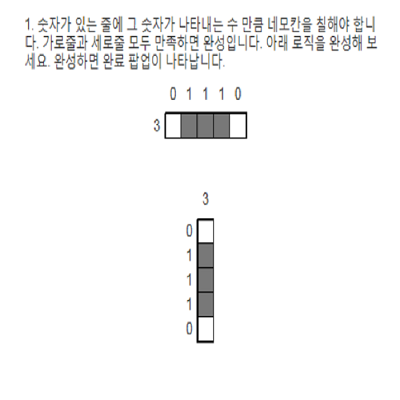 1. 숫자가 있는 줄에 그 숫자가 나타내는 수 만큼 네모칸을 칠해야 합니
다. 가로줄과 세로줄 모두 만족하면 완성입니다. 아래 로직을 완성해 보
세요. 완성하면 완료 팝업이 나타납니다.
0 1 1 1 0
3
3
0
1
1
1
0